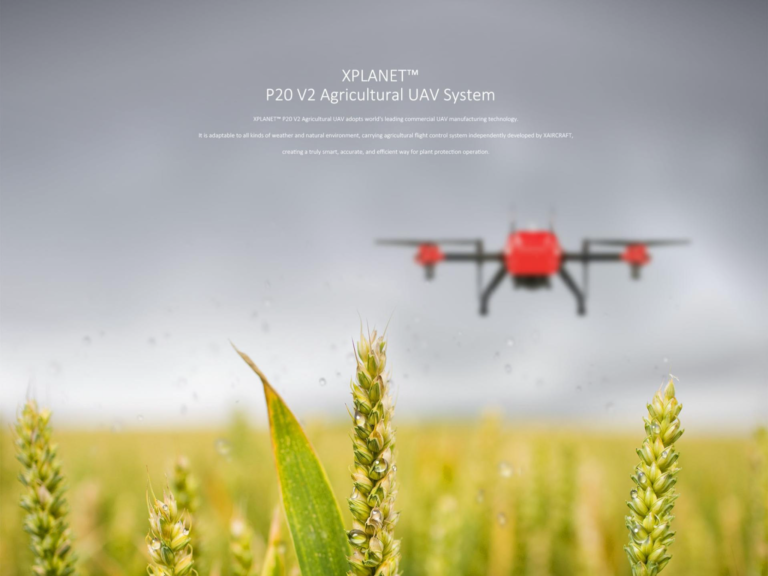 XPLANET™
P20 V2 Agricultural UAV System
XPLANET™ P20 V2 Agricultural UAV adopts world's leading commercial UAV manufacturing technology.
It is adaptable to all kinds of weather and natural environment, carrying agricultural flight control system independently developed by XAIRCRAFT,
creating a truly smart, accurate, and efficient way for plant protection operation.